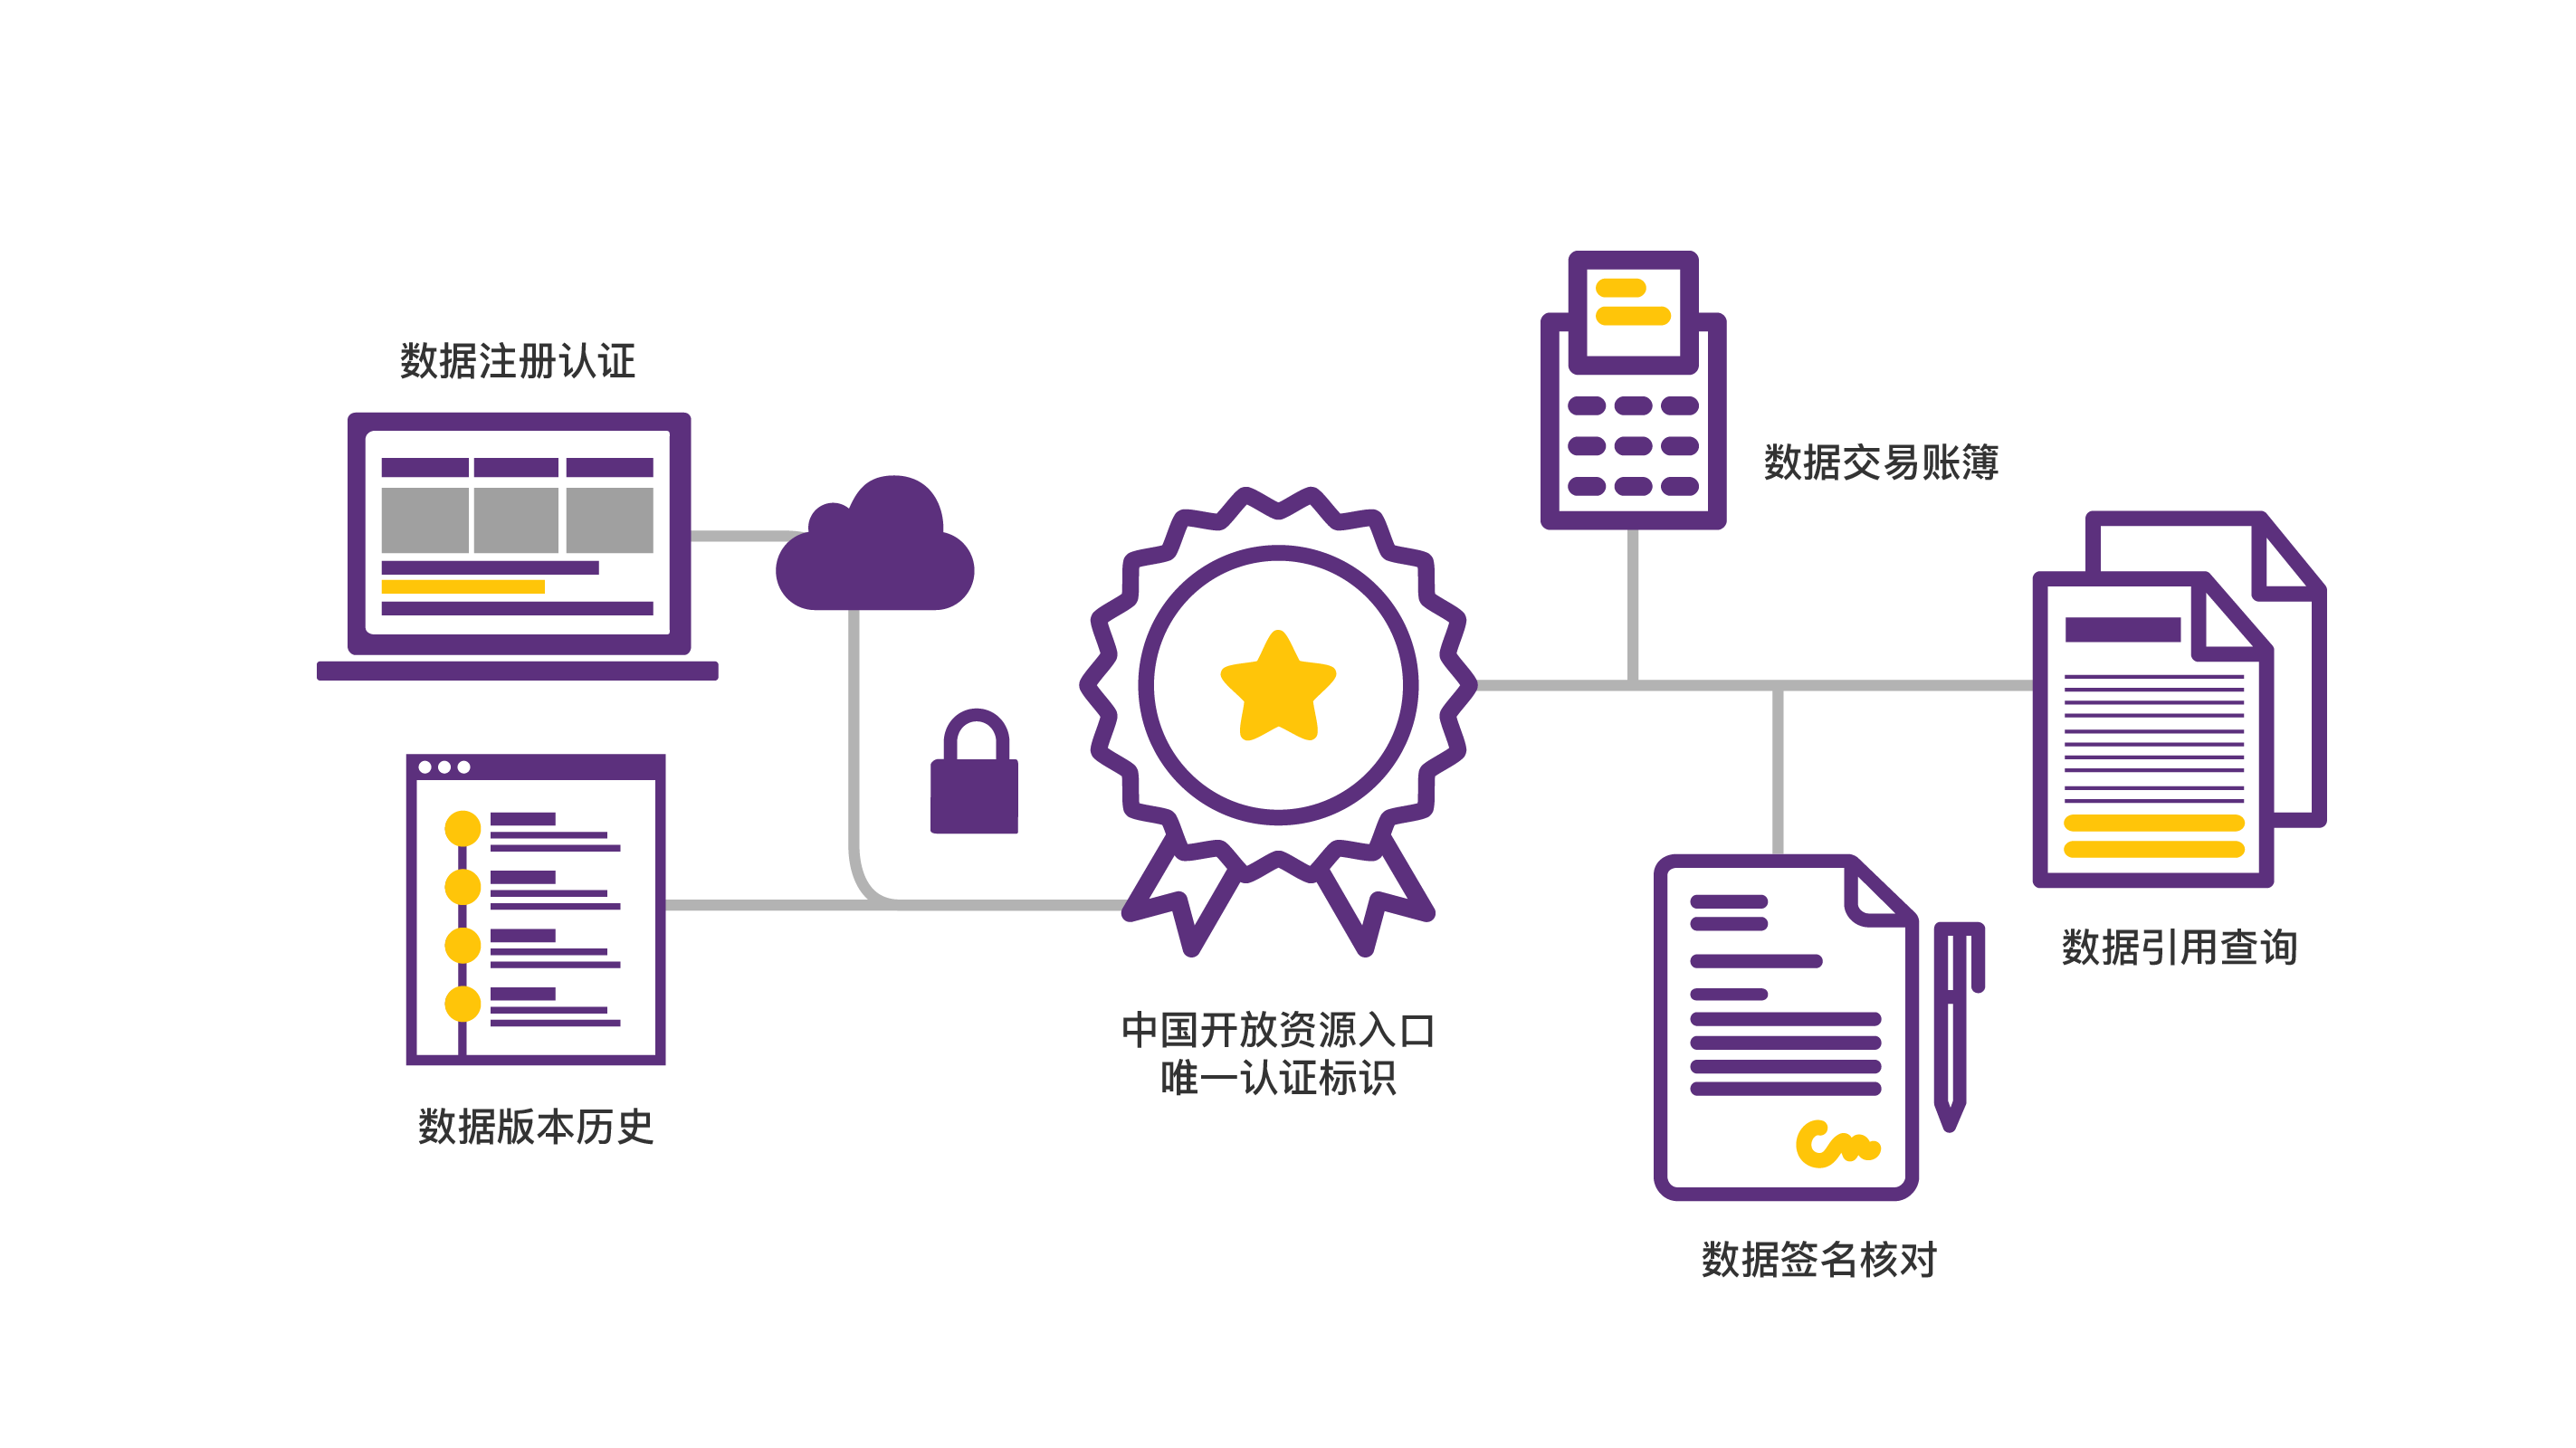 数据注册认证
数据交易账簿
数据引用查询
中国开放资源入口
唯一认证标识
数据版本历史
数据签名核对